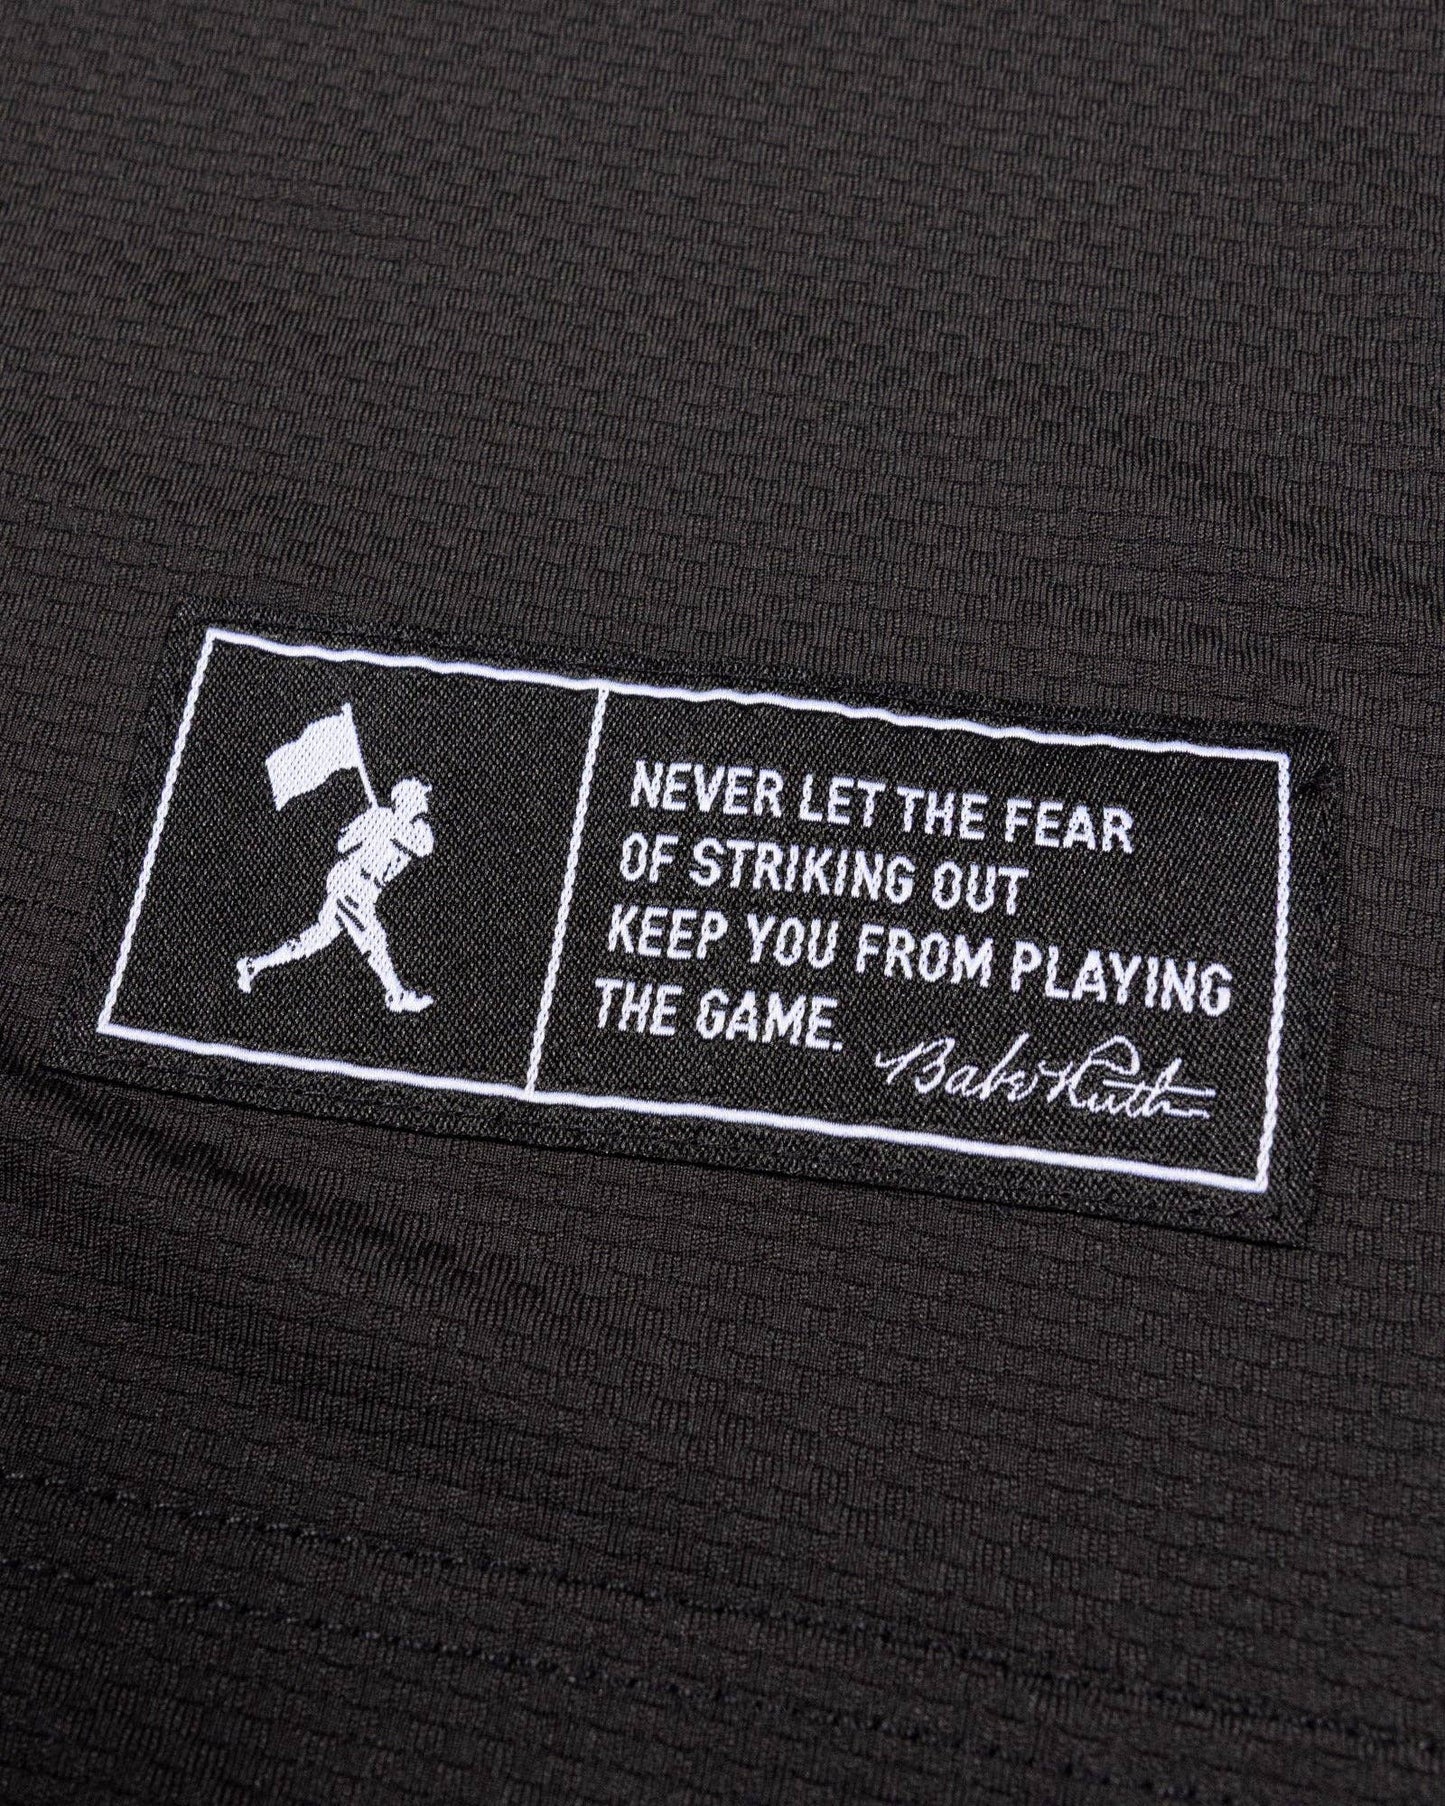 NEVER LET THE FEAR
OF STRIKING OUT
KEEP YOU FROM PLAYING
THE GAME.
Babe Ruth